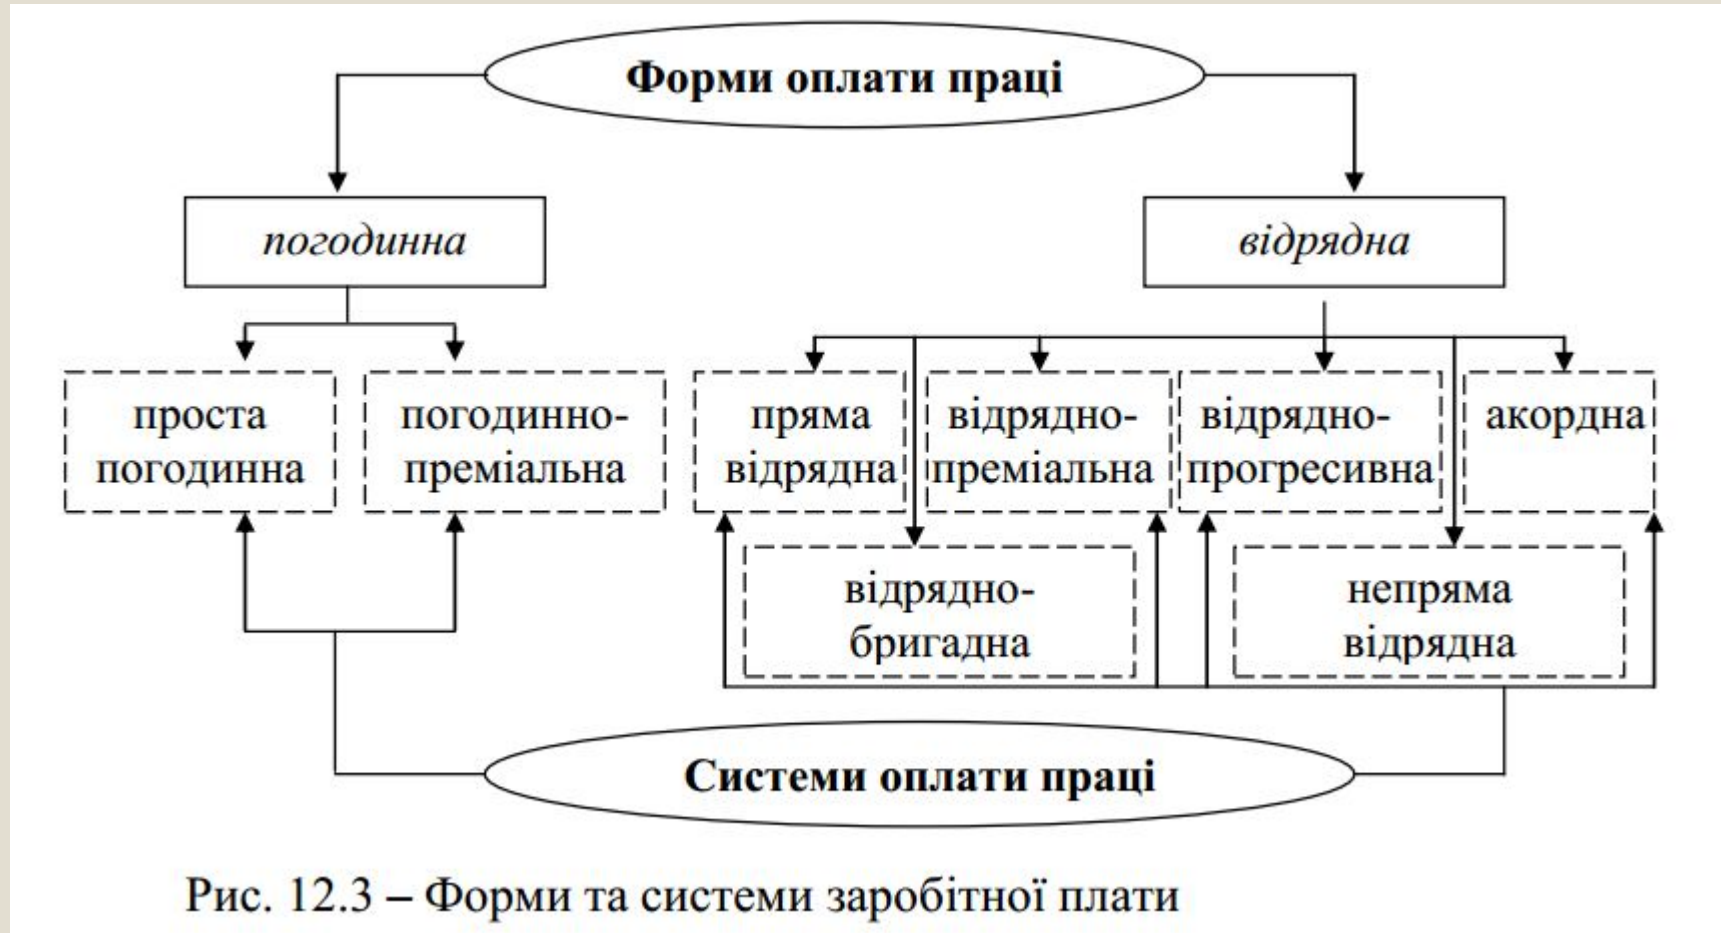 Форми оплати праці
погодинна
відрядна
проста
погодинна
погодинно-
преміальна
пряма
відрядна
відрядно-
преміальна
відрядно-
прогресивна
акордна
відрядно-
бригадна
непряма
відрядна
Системи оплати праці
Рис. 12.3 – Форми та системи заробітної плати